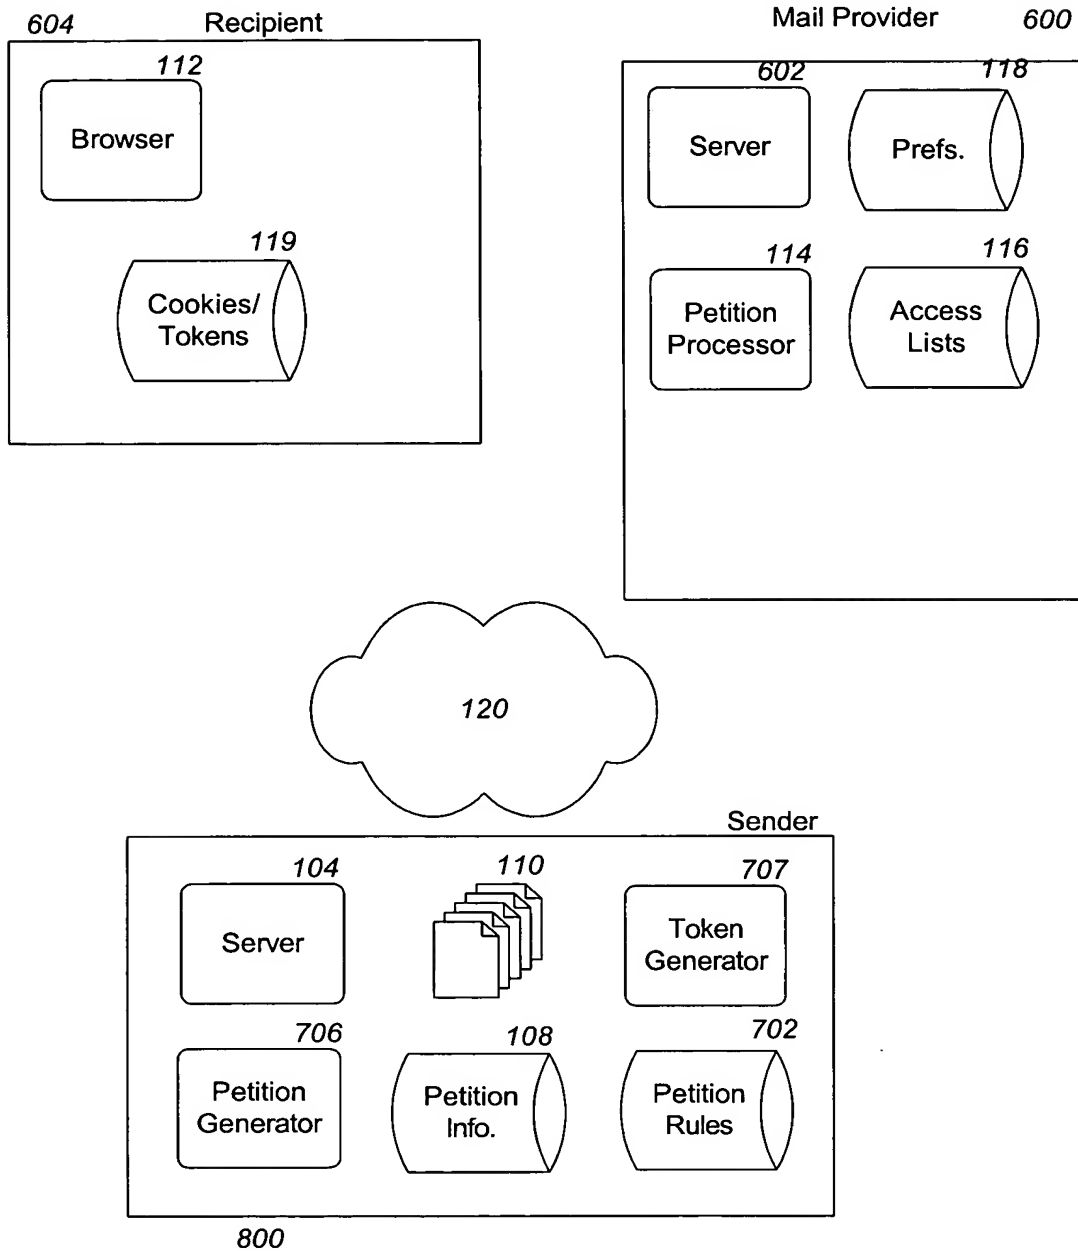 604 Recipient
Mail Provider 600
112
Browser
119
Cookies/
Tokens
602
Server
118
Prefs.
114
Petition
Processor
116
Access
Lists
120
Sender
104
Server
110
707
Token
Generator
706
Petition
Generator
108
Petition
Info.
702
Petition
Rules
800